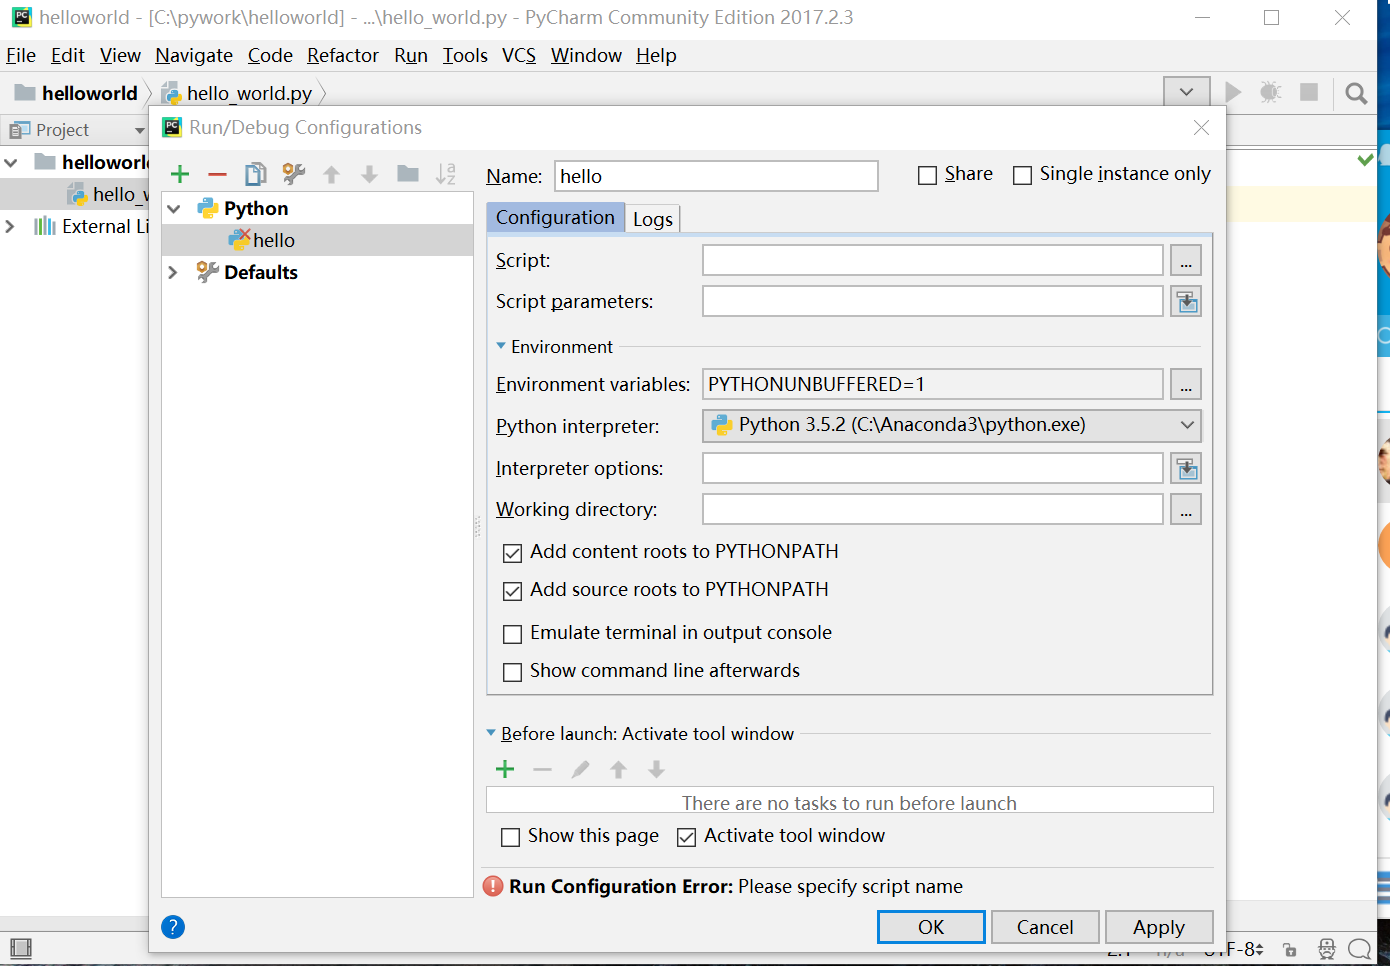 helloworld - [C:\pywork\helloworld] - ...\hello_world.py - PyCharm Community Edition 2017.2.3
File Edit View Navigate Code Refactor Run Tools VCS Window Help
helloworld hello_world.py
Project
Run/Debug Configurations
helloworl
hello_w
External Li
Python
hello
Defaults
Name: hello
Share Single instance only
Configuration Logs
Script: ...
Script parameters:
Environment
Environment variables: PYTHONUNBUFFERED=1 ...
Python interpreter: Python 3.5.2 (C:\Anaconda3\python.exe)
Interpreter options:
Working directory: ...
Add content roots to PYTHONPATH
Add source roots to PYTHONPATH
Emulate terminal in output console
Show command line afterwards
Before launch: Activate tool window
There are no tasks to run before launch
Show this page Activate tool window
Run Configuration Error: Please specify script name
OK Cancel Apply
2:1 n/a UTF-8